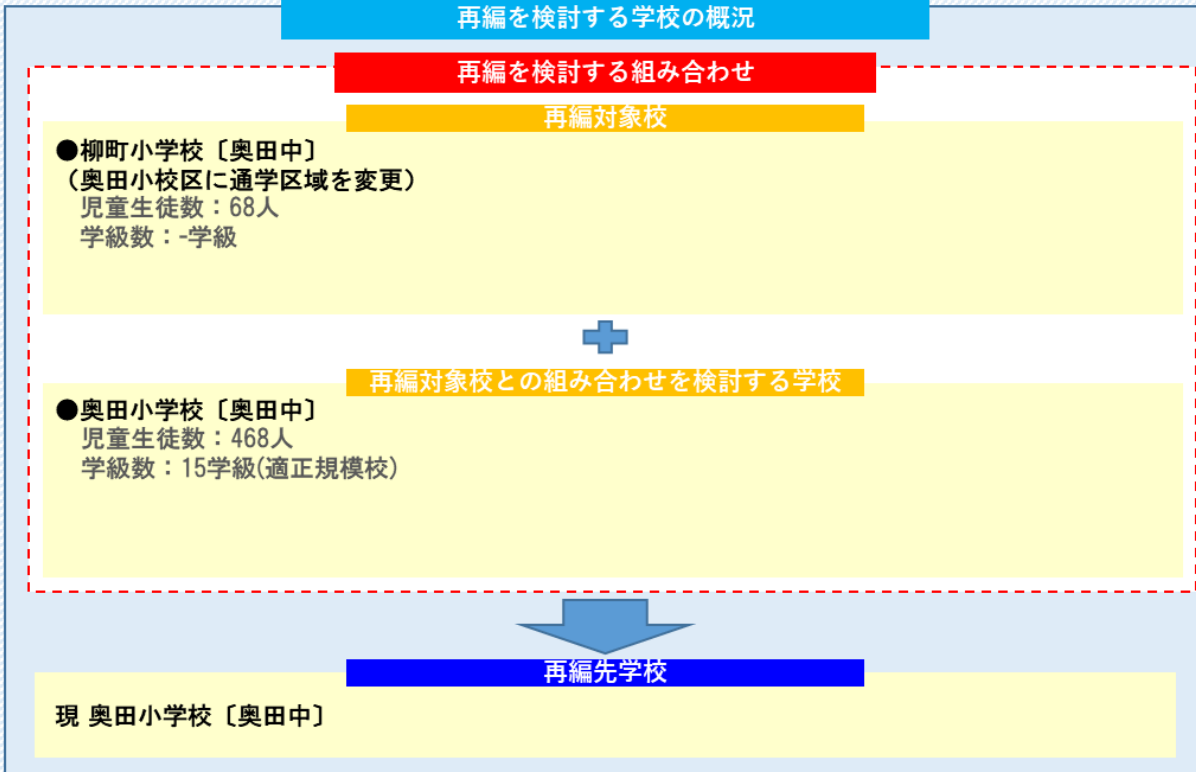 再編を検討する学校の概況
再編を検討する組み合わせ
再編対象校
●柳町小学校〔奥田中〕
（奥田小校区に通学区域を変更）
児童生徒数：68人
学級数：-学級
再編対象校との組み合わせを検討する学校
●奥田小学校〔奥田中〕
児童生徒数：468人
学級数：15学級(適正規模校)
再編先学校
現 奥田小学校〔奥田中〕